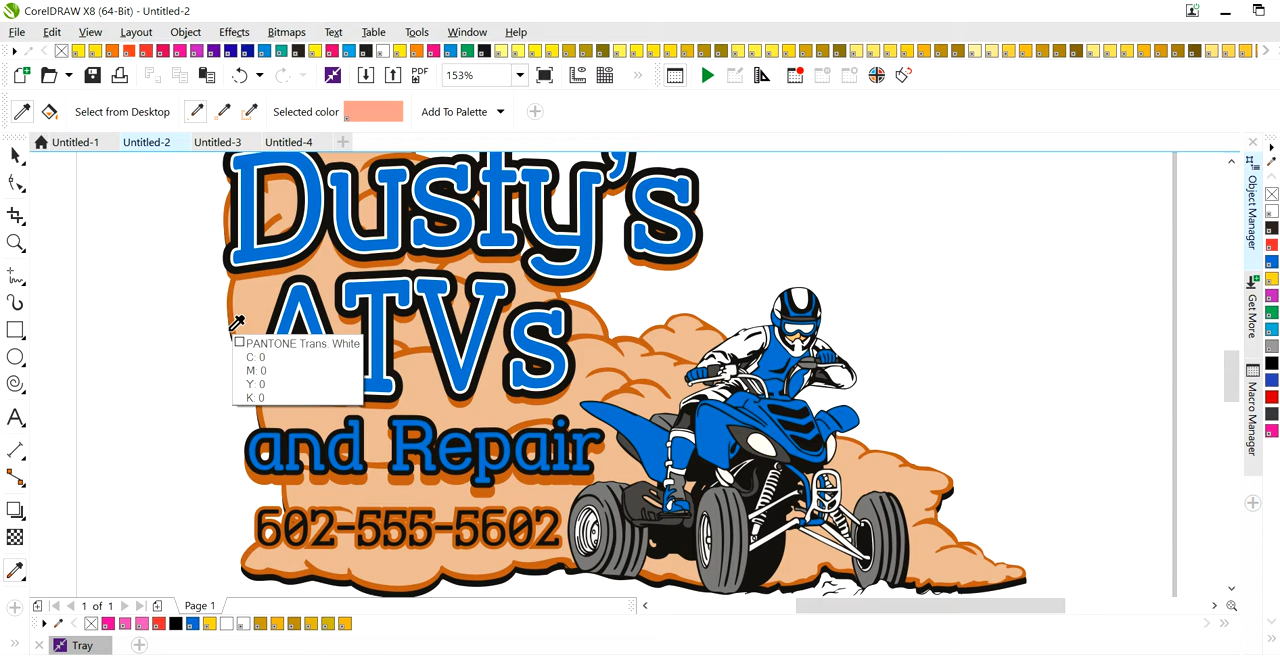 CorelDRAW X8 (64-Bit) - Untitled-2
File Edit View Layout Object Effects Bitmaps Text Table Tools Window Help
PDF 153%
Select from Desktop Selected color Add To Palette
Untitled-1 Untitled-2 Untitled-3 Untitled-4
Dusty's
ATVs
and Repair
602-555-5602
PANTONE Trans. White
C: 0
M: 0
Y: 0
K: 0
Object Manager
Get More
Macro Manager
1 of 1 Page 1
Tray